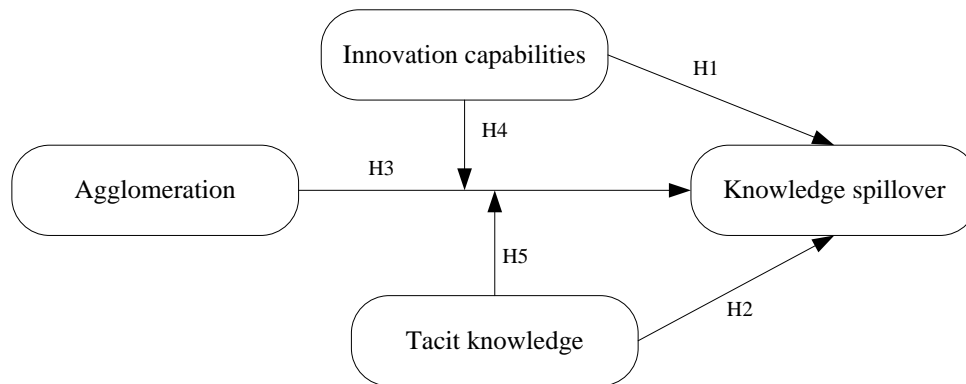 Innovation capabilities
H1
H4
H3
Agglomeration
Knowledge spillover
H5
H2
Tacit knowledge